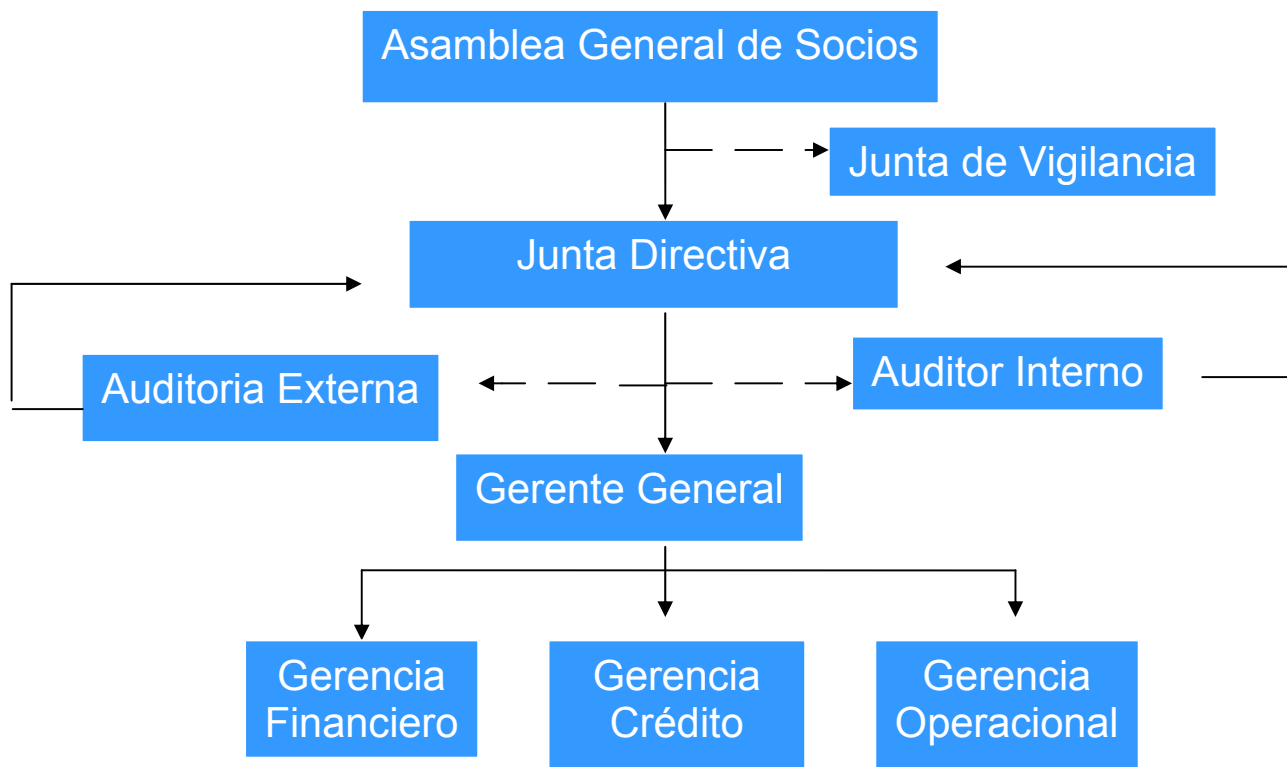 Asamblea General de Socios
Junta de Vigilancia
Junta Directiva
Auditoria Externa
Auditor Interno
Gerente General
Gerencia
Financiero
Gerencia
Crédito
Gerencia
Operacional